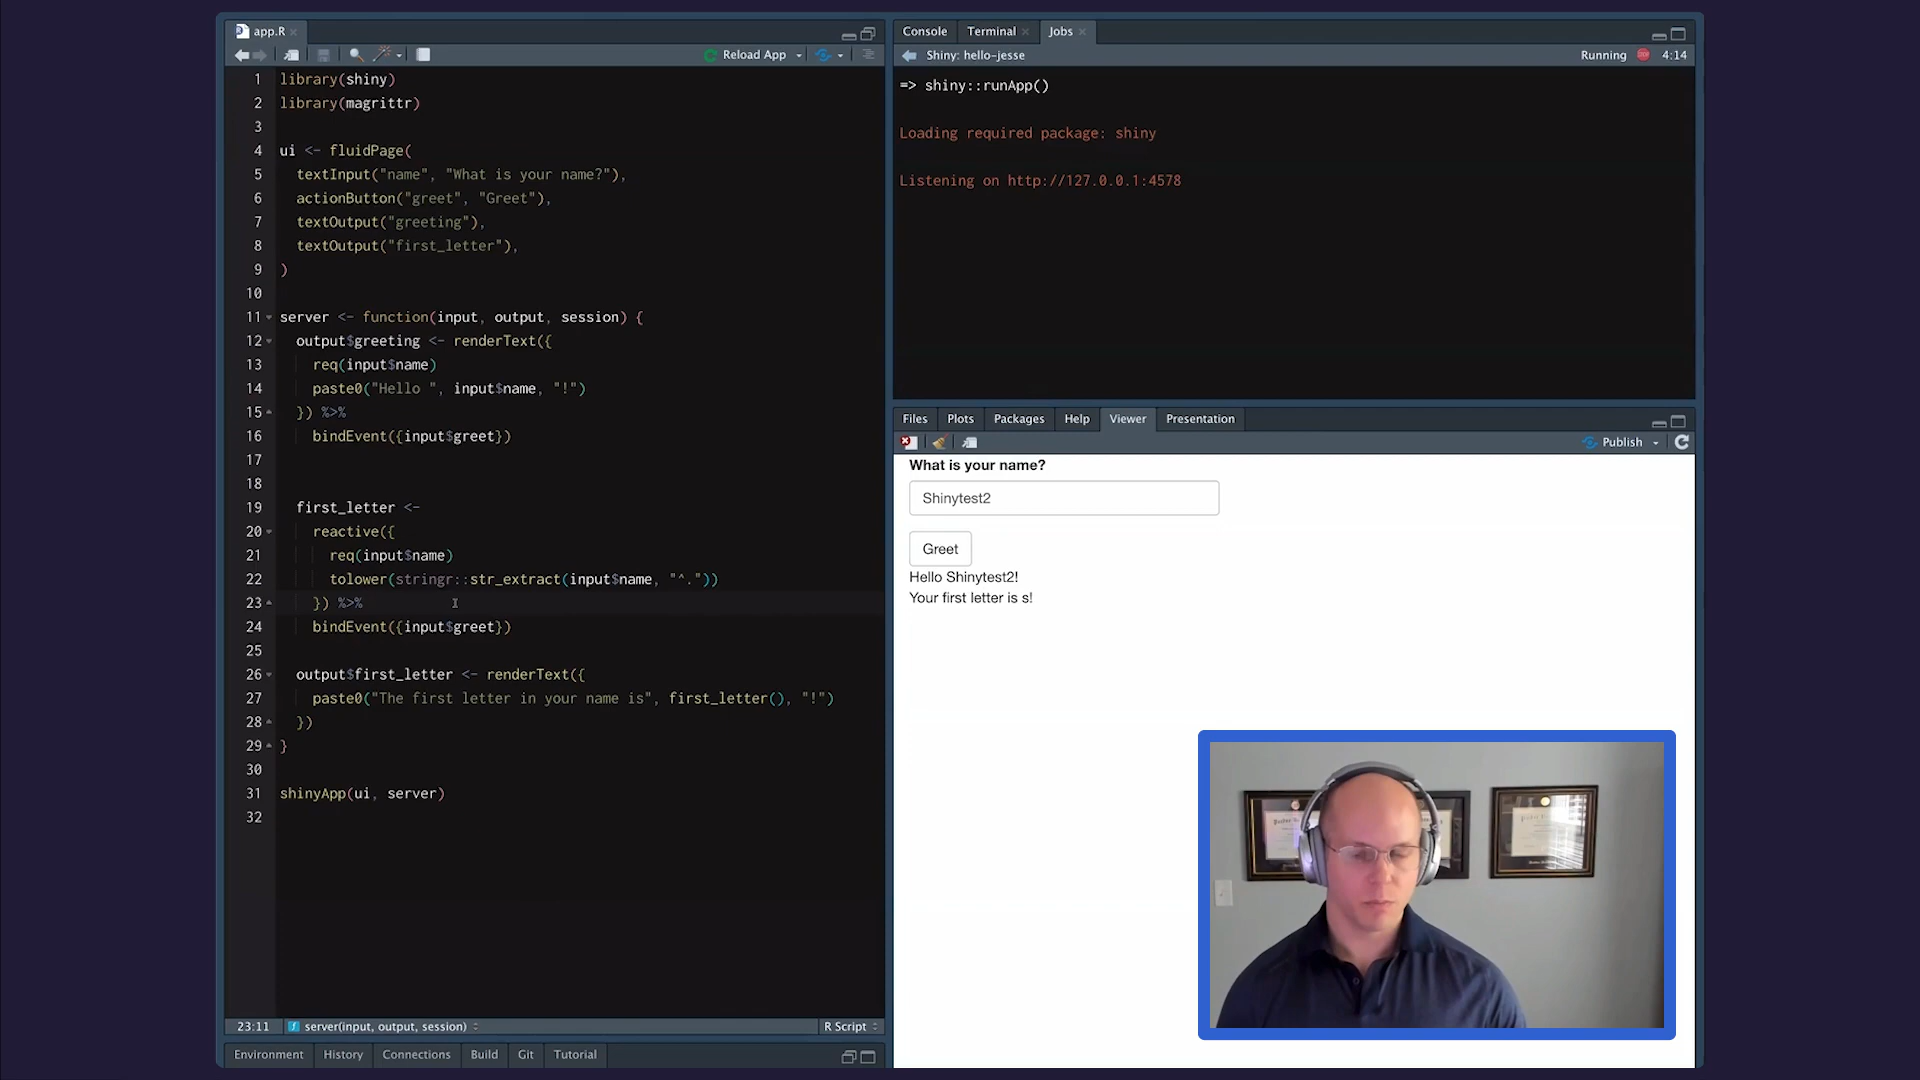 app.R
Reload App
1 library(shiny)
2 library(magrittr)
3
4 ui <- fluidPage(
5 textInput("name", "What is your name?"),
6 actionButton("greet", "Greet"),
7 textOutput("greeting"),
8 textOutput("first_letter"),
9 )
10
11 server <- function(input, output, session) {
12 output$greeting <- renderText({
13 req(input$name)
14 paste0("Hello ", input$name, "!")
15 }) %>%
16 bindEvent({input$greet})
17
18
19 first_letter <-
20 reactive({
21 req(input$name)
22 tolower(stringr::str_extract(input$name, "^."))
23 }) %>%
24 bindEvent({input$greet})
25
26 output$first_letter <- renderText({
27 paste0("The first letter in your name is", first_letter(), "!")
28 })
29 }
30
31 shinyApp(ui, server)
32
23:11 server(input, output, session) R Script
Environment History Connections Build Git Tutorial
Console Terminal Jobs
Shiny: hello-jesse Running 4:14
=> shiny::runApp()
Loading required package: shiny
Listening on http://127.0.0.1:4578
Files Plots Packages Help Viewer Presentation
Publish
What is your name?
Shinytest2
Greet
Hello Shinytest2!
Your first letter is s!